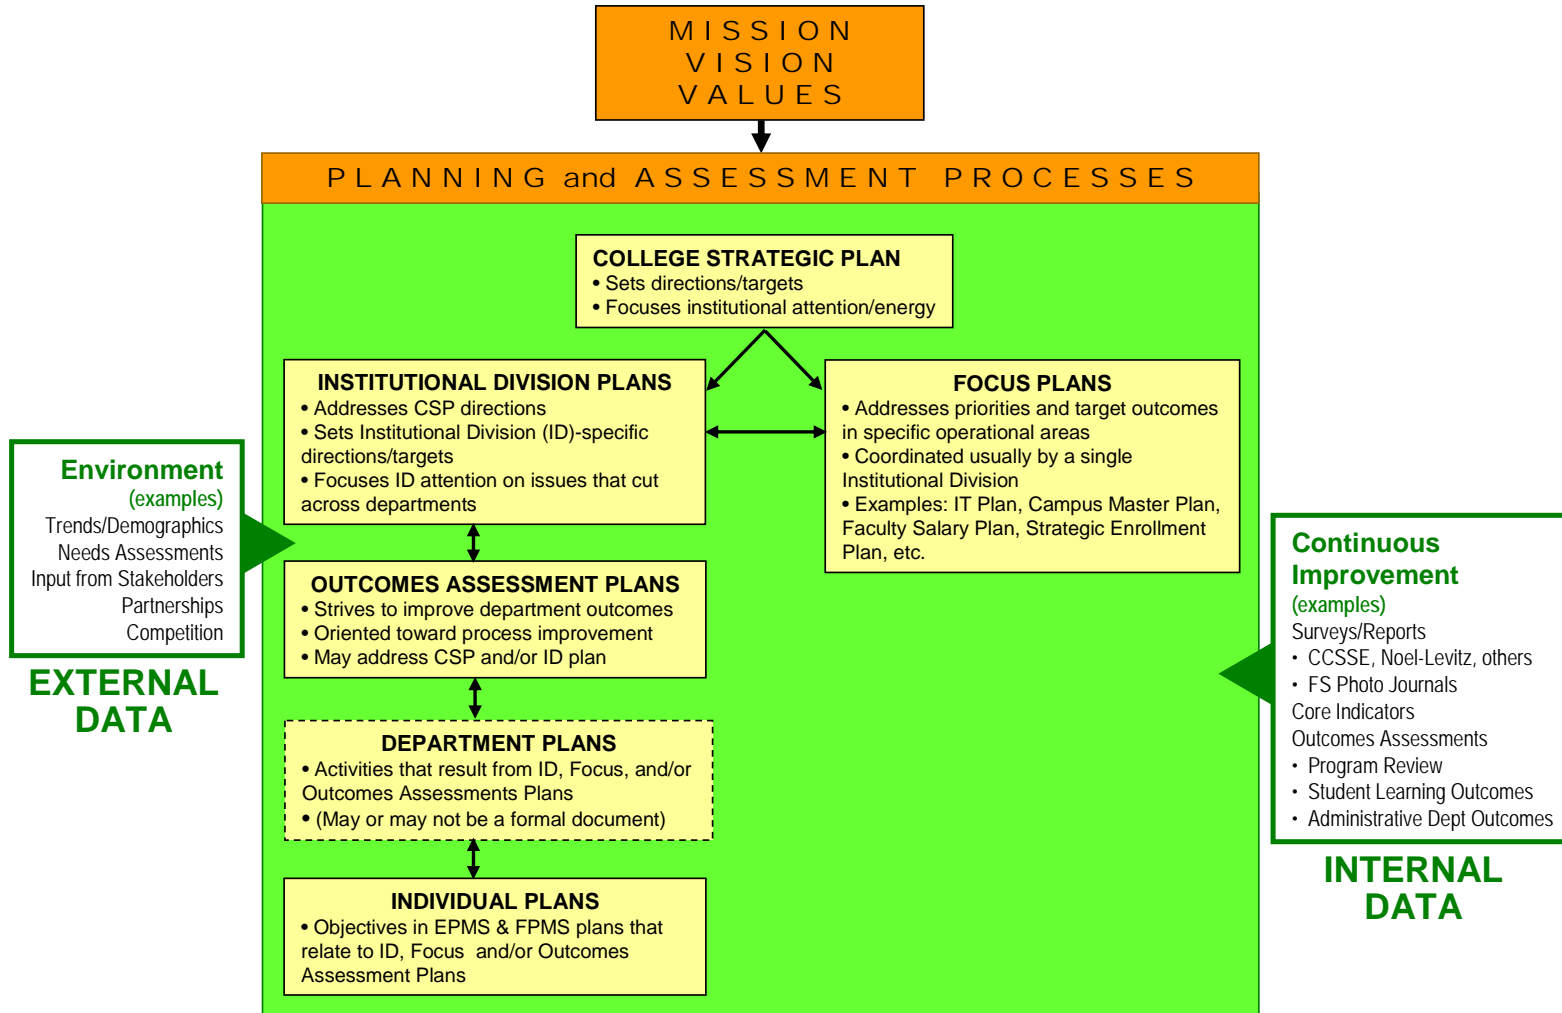 MISSION
VISION
VALUES
PLANNING and ASSESSMENT PROCESSES
COLLEGE STRATEGIC PLAN
• Sets directions/targets
• Focuses institutional attention/energy
INSTITUTIONAL DIVISION PLANS
• Addresses CSP directions
• Sets Institutional Division (ID)-specific
directions/targets
• Focuses ID attention on issues that cut
across departments
FOCUS PLANS
• Addresses priorities and target outcomes
in specific operational areas
• Coordinated usually by a single
Institutional Division
• Examples: IT Plan, Campus Master Plan,
Faculty Salary Plan, Strategic Enrollment
Plan, etc.
Environment
(examples)
Trends/Demographics
Needs Assessments
Input from Stakeholders
Partnerships
Competition
EXTERNAL
DATA
OUTCOMES ASSESSMENT PLANS
• Strives to improve department outcomes
• Oriented toward process improvement
• May address CSP and/or ID plan
DEPARTMENT PLANS
• Activities that result from ID, Focus, and/or
Outcomes Assessments Plans
• (May or may not be a formal document)
INDIVIDUAL PLANS
• Objectives in EPMS & FPMS plans that
relate to ID, Focus and/or Outcomes
Assessment Plans
Continuous
Improvement
(examples)
Surveys/Reports
• CCSSE, Noel-Levitz, others
• FS Photo Journals
Core Indicators
Outcomes Assessments
• Program Review
• Student Learning Outcomes
• Administrative Dept Outcomes
INTERNAL
DATA